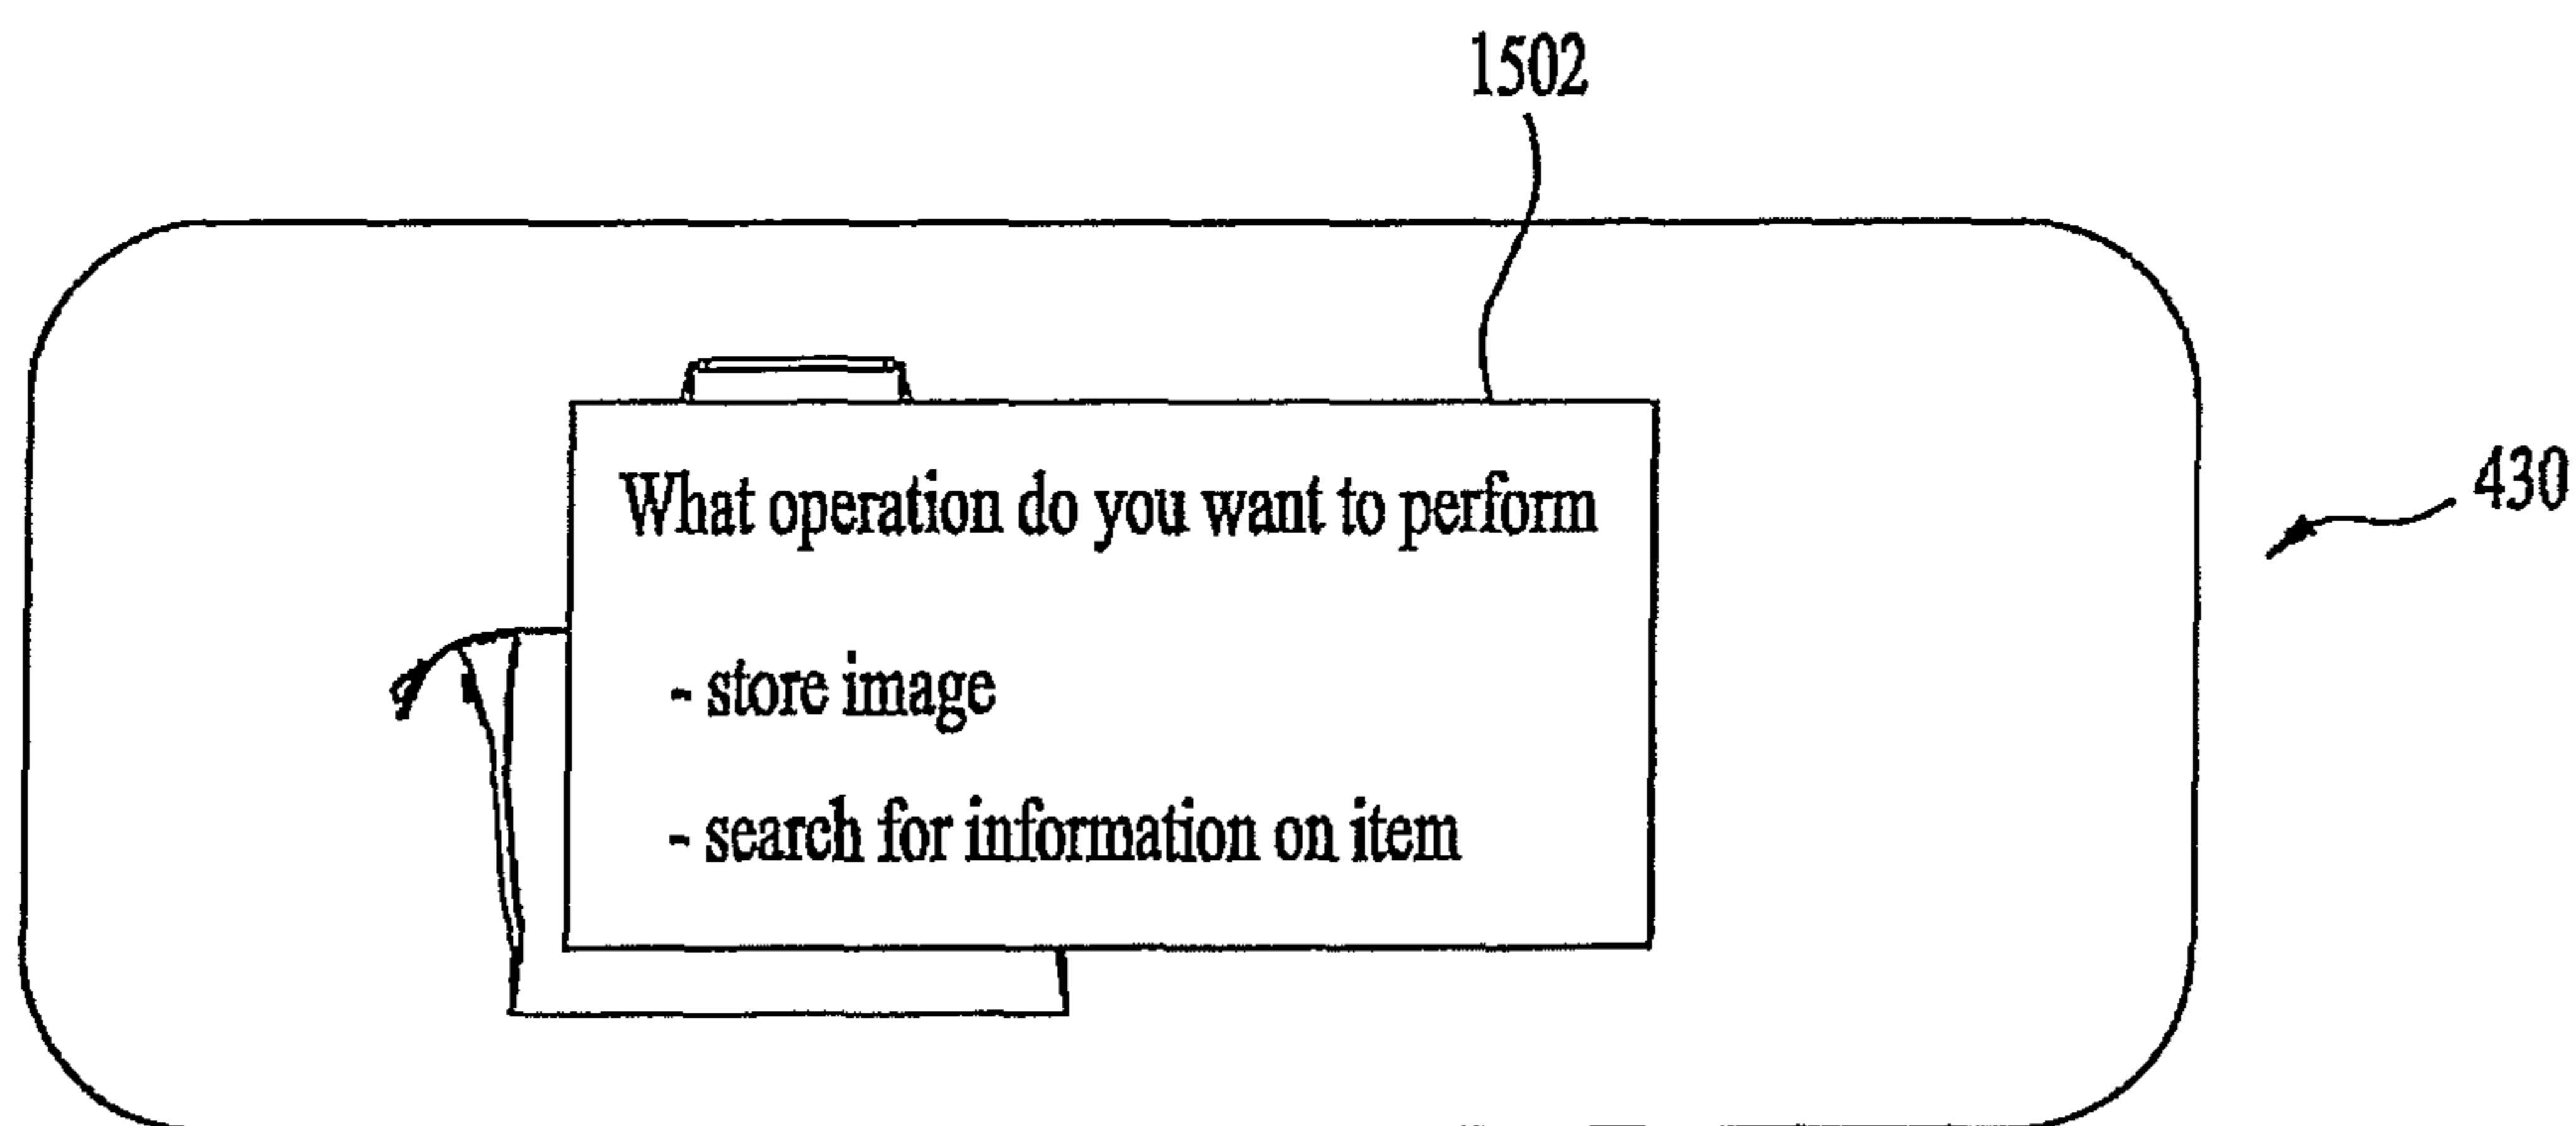 1502
What operation do you want to perform
430
- store image
- search for information on item